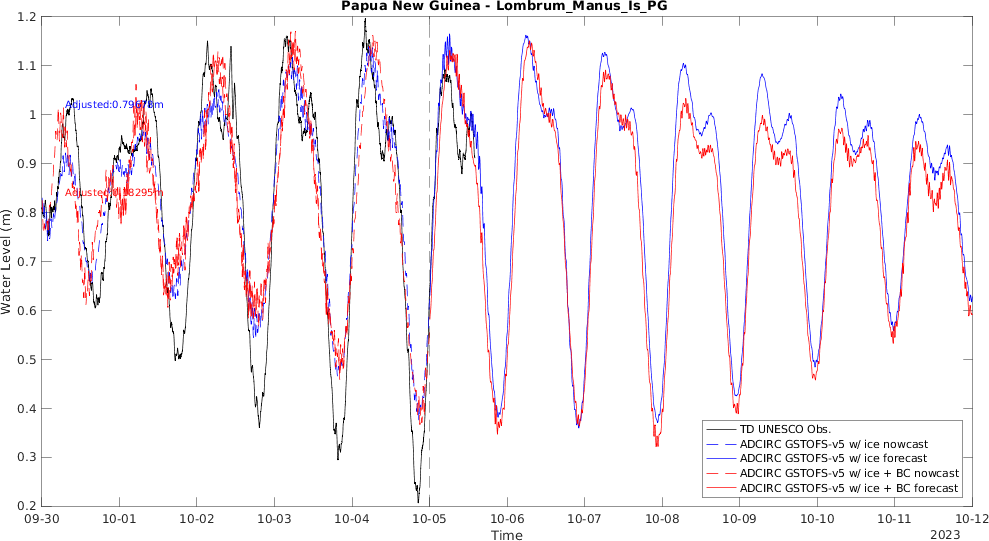 Papua New Guinea - Lombrum_Manus_Is_PG
1.2
1.1
1
0.9
0.8
0.7
0.6
0.5
0.4
0.3
0.2
Water Level (m)
Adjusted:0.79678m
TD UNESCO Obs.
ADCIRC GSTOFS-v5 w/ ice nowcast
ADCIRC GSTOFS-v5 w/ ice forecast
ADCIRC GSTOFS-v5 w/ ice + BC nowcast
ADCIRC GSTOFS-v5 w/ ice + BC forecast
09-30
10-01
10-02
10-03
10-04
10-05
10-06
10-07
10-08
10-09
10-10
10-11
10-12
Time
2023